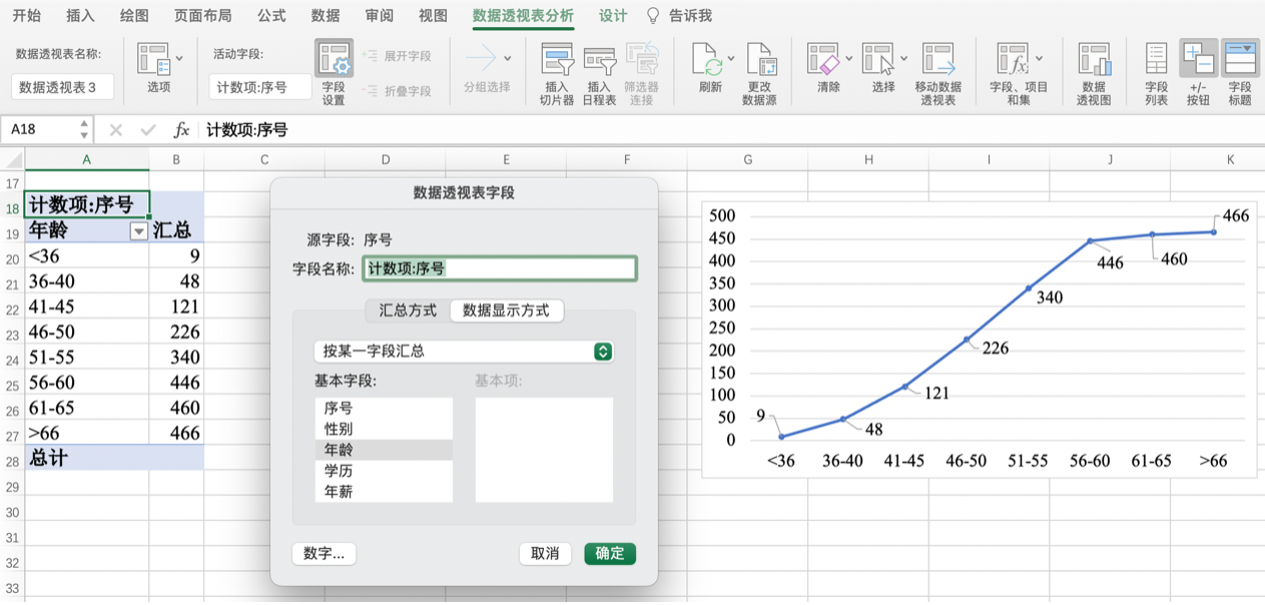 开始 插入 绘图 页面布局 公式 数据 审阅 视图 数据透视表分析 设计 告诉我
数据透视表名称:
数据透视表 3
选项
活动字段:
计数项:序号
字段
设置
展开字段
折叠字段
分组选择
插入
切片器
插入
日程表
筛选器
连接
刷新
更改
数据源
清除
选择
移动数据
透视表
字段、项目
和集
数据
透视图
字段
列表
+/-
按钮
字段
标题
A18 fx 计数项:序号
A B C D E F G H I J K
17
18 计数项:序号
19 年龄 汇总
20 <36 9
21 36-40 48
22 41-45 121
23 46-50 226
24 51-55 340
25 56-60 446
26 61-65 460
27 >66 466
28 总计
29
30
31
32
33
数据透视表字段
源字段: 序号
字段名称: 计数项:序号
汇总方式 数据显示方式
按某一字段汇总
基本字段: 基本项:
序号
性别
年龄
学历
年薪
数字... 取消 确定
500
450
400
350
300
250
200
150
100
50
0
9
48
121
226
340
446
460
466
<36 36-40 41-45 46-50 51-55 56-60 61-65 >66